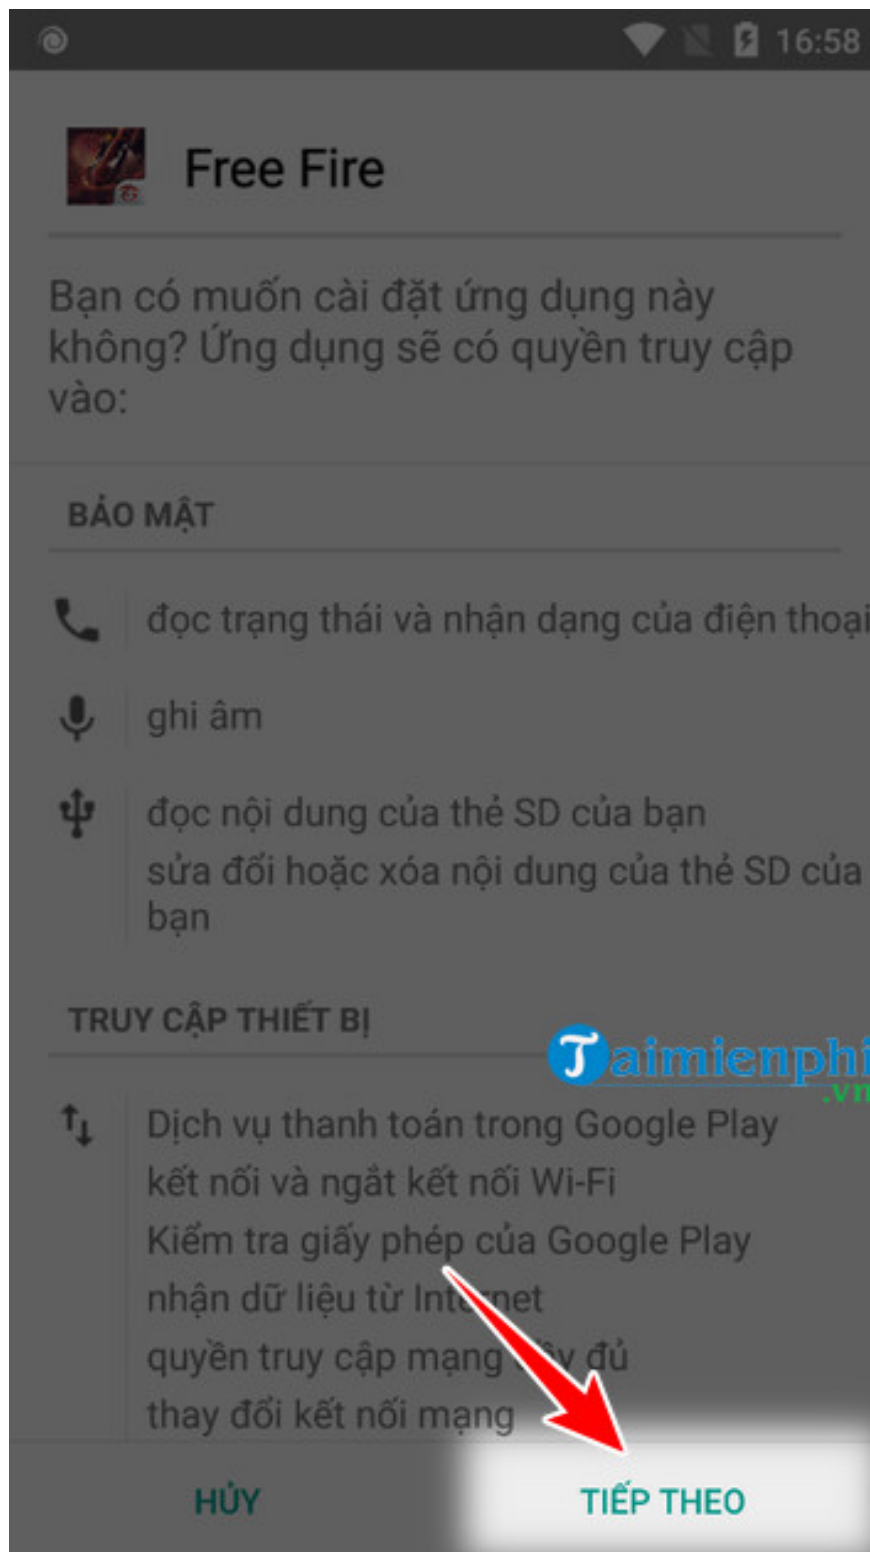 16:58
Free Fire
Bạn có muốn cài đặt ứng dụng này
không? Ứng dụng sẽ có quyền truy cập
vào:
BẢO MẬT
đọc trạng thái và nhận dạng của điện thoại
ghi âm
đọc nội dung của thẻ SD của bạn
sửa đổi hoặc xóa nội dung của thẻ SD của
bạn
TRUY CẬP THIẾT BỊ
Taimienphi
.vn
Dịch vụ thanh toán trong Google Play
kết nối và ngắt kết nối Wi-Fi
Kiểm tra giấy phép của Google Play
nhận dữ liệu từ Internet
quyền truy cập mạng đầy đủ
thay đổi kết nối mạng
HỦY
TIẾP THEO